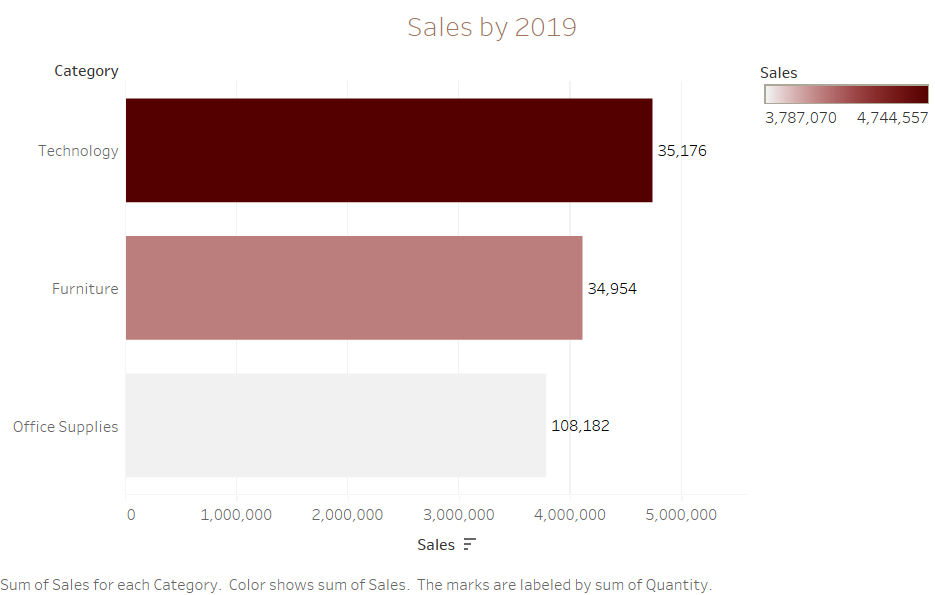 Sales by 2019
Category
Sales
3,787,070 4,744,557
Technology
35,176
Furniture
34,954
Office Supplies
108,182
0 1,000,000 2,000,000 3,000,000 4,000,000 5,000,000
Sales
Sum of Sales for each Category. Color shows sum of Sales. The marks are labeled by sum of Quantity.